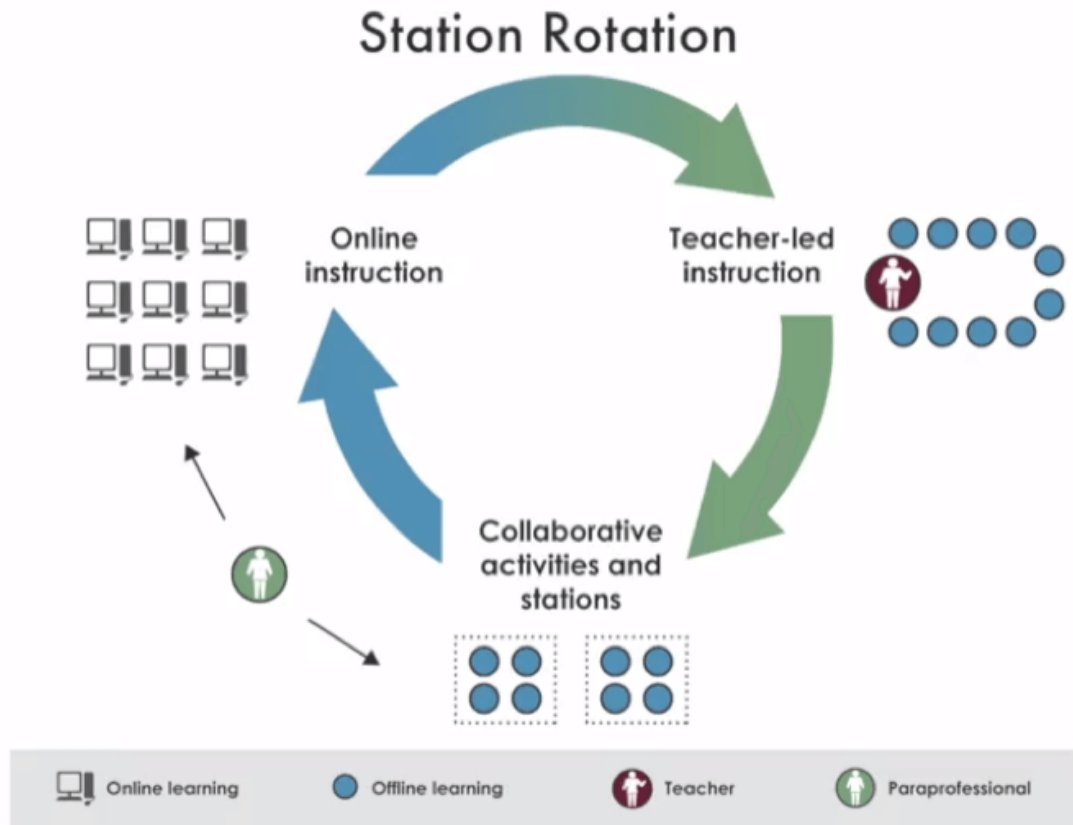 Station Rotation
Online
instruction
Teacher-led
instruction
Collaborative
activities and
stations
Online learning
Offline learning
Teacher
Paraprofessional